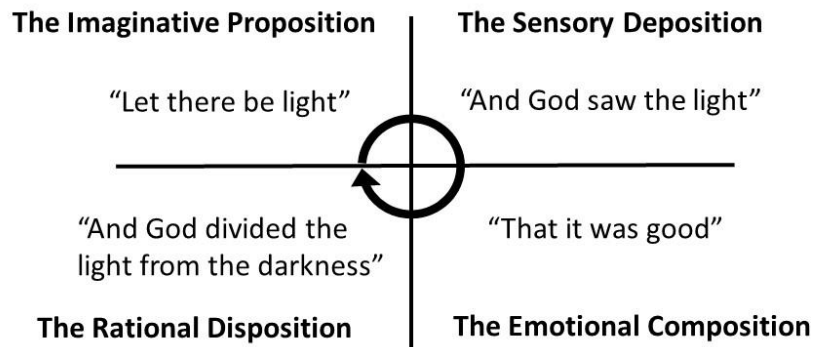 The Imaginative Proposition
The Sensory Deposition
“Let there be light”
“And God saw the light”
“And God divided the
light from the darkness”
“That it was good”
The Rational Disposition
The Emotional Composition